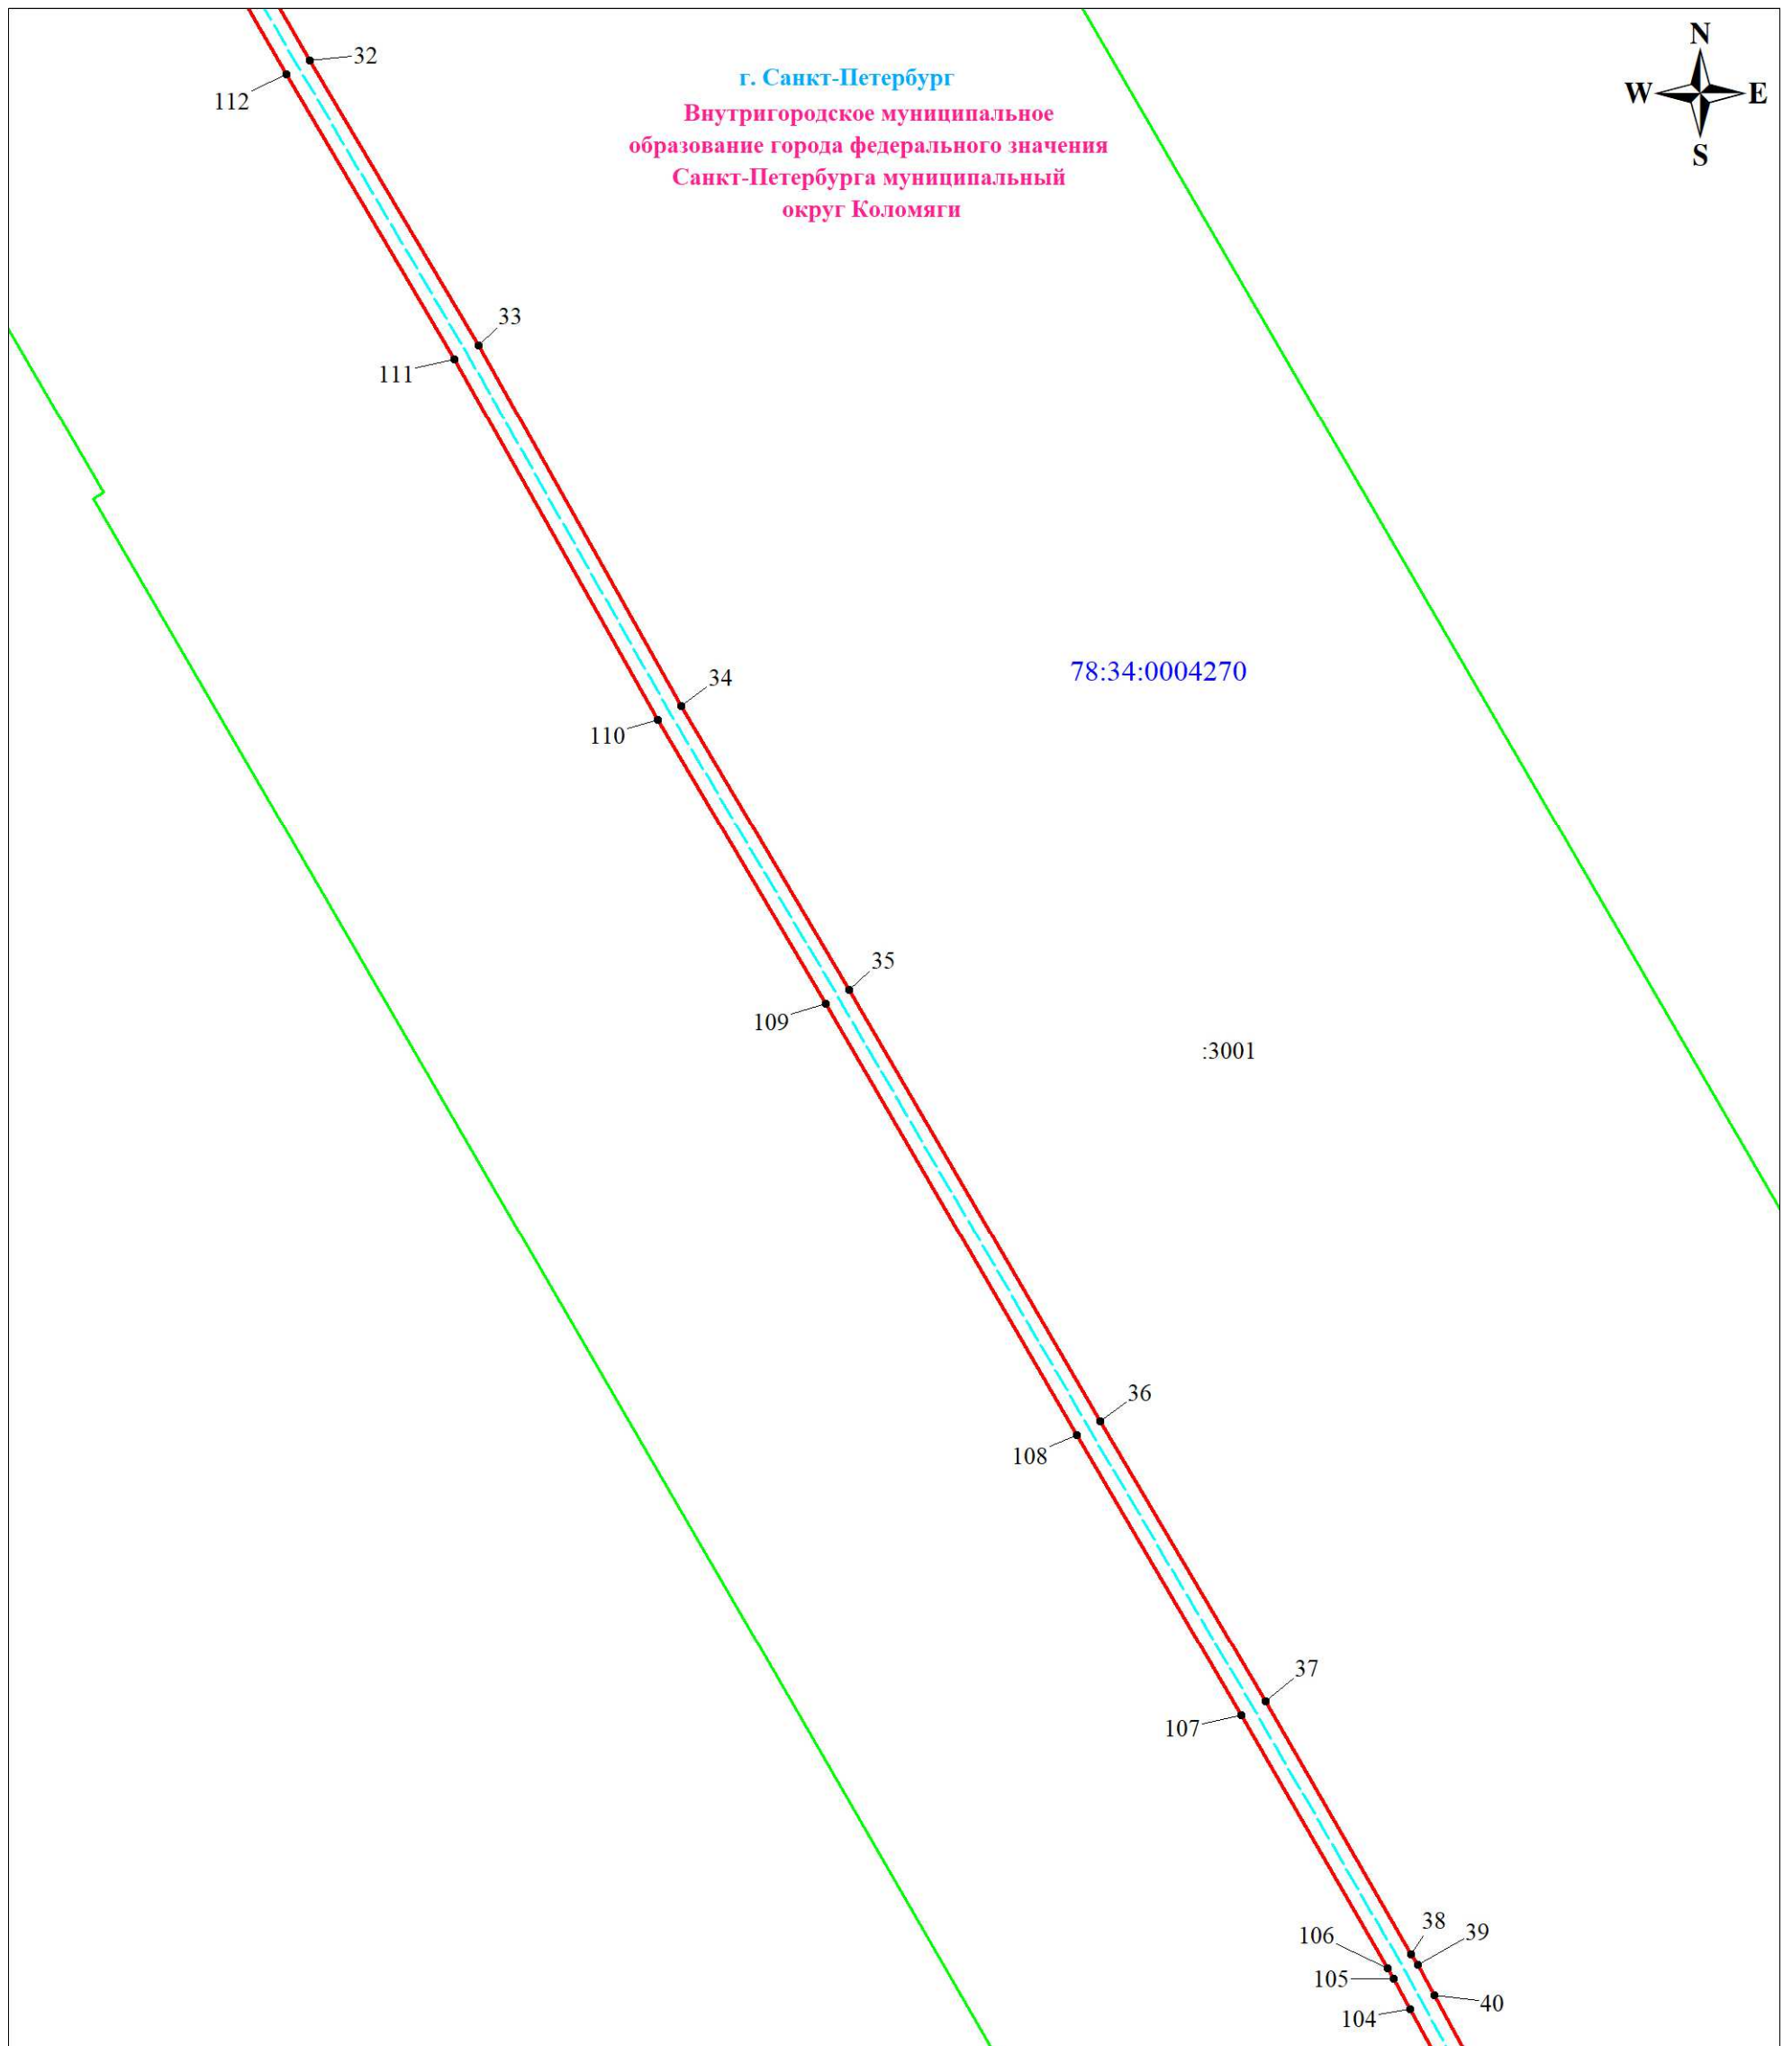 N
W E
S
г. Санкт-Петербург
Внутригородское муниципальное
образование города федерального значения
Санкт-Петербурга муниципальный
округ Коломяги
32
112
33
111
34
78:34:0004270
110
35
109
:3001
36
108
37
107
38
39
106
105
40
104